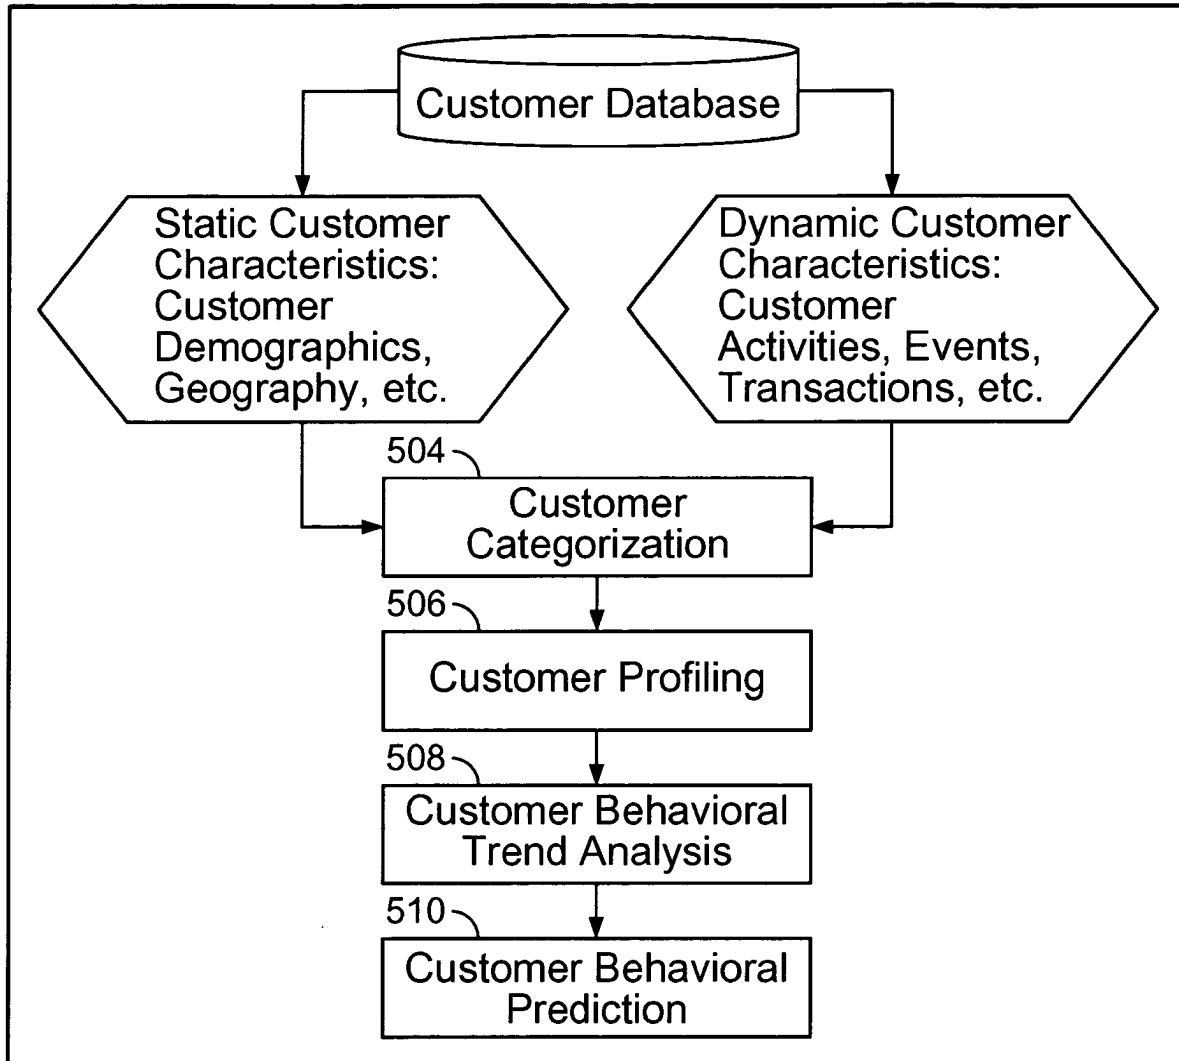 Customer Database
Static Customer
Characteristics:
Customer
Demographics,
Geography, etc.
Dynamic Customer
Characteristics:
Customer
Activities, Events,
Transactions, etc.
504
Customer
Categorization
506
Customer Profiling
508
Customer Behavioral
Trend Analysis
510
Customer Behavioral
Prediction